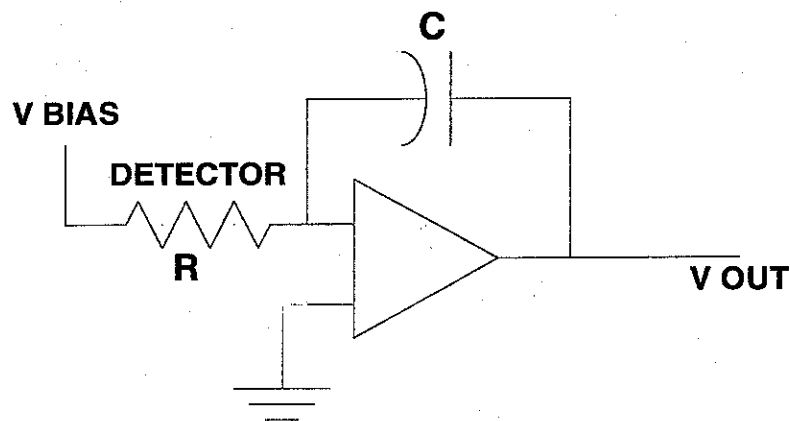 C
V BIAS
DETECTOR
R
V OUT